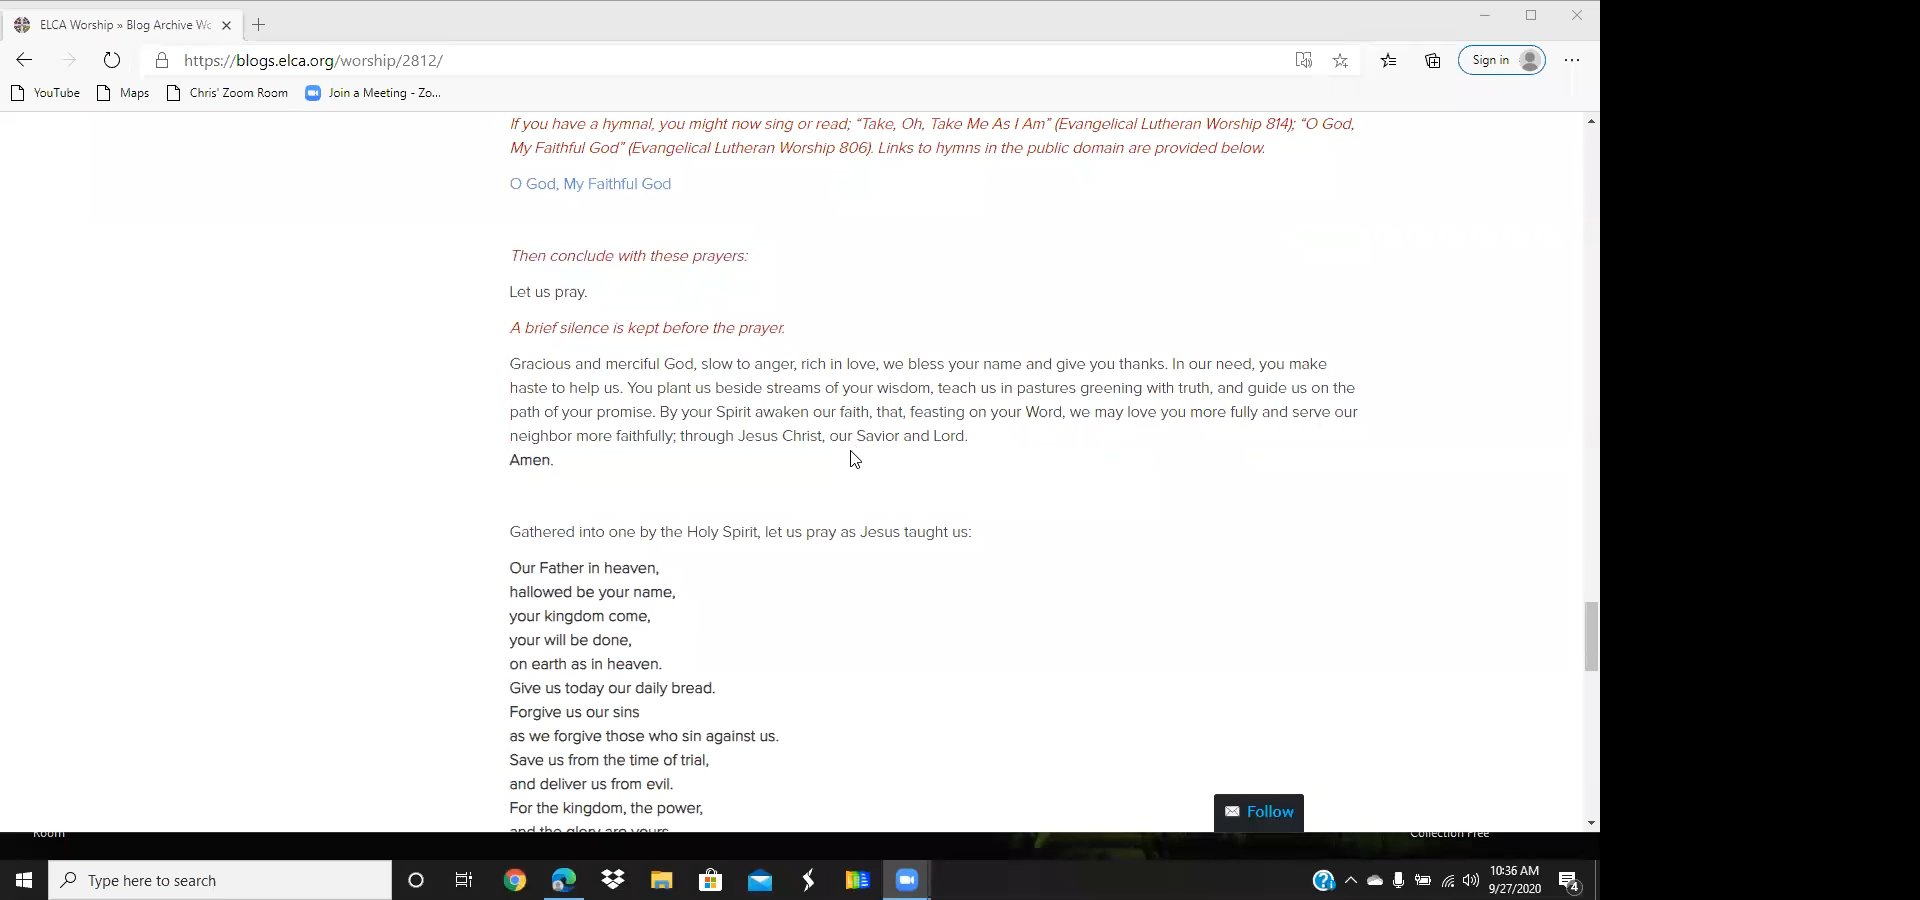 ELCA Worship » Blog Archive Wo
https://blogs.elca.org/worship/2812/
Sign in
YouTube
Maps
Chris' Zoom Room
Join a Meeting - Zo...
If you have a hymnal, you might now sing or read; “Take, Oh, Take Me As I Am” (Evangelical Lutheran Worship 814); “O God,
My Faithful God” (Evangelical Lutheran Worship 806). Links to hymns in the public domain are provided below.
O God, My Faithful God
Then conclude with these prayers:
Let us pray.
A brief silence is kept before the prayer.
Gracious and merciful God, slow to anger, rich in love, we bless your name and give you thanks. In our need, you make
haste to help us. You plant us beside streams of your wisdom, teach us in pastures greening with truth, and guide us on the
path of your promise. By your Spirit awaken our faith, that, feasting on your Word, we may love you more fully and serve our
neighbor more faithfully; through Jesus Christ, our Savior and Lord.
Amen.
Gathered into one by the Holy Spirit, let us pray as Jesus taught us:
Our Father in heaven,
hallowed be your name,
your kingdom come,
your will be done,
on earth as in heaven.
Give us today our daily bread.
Forgive us our sins
as we forgive those who sin against us.
Save us from the time of trial,
and deliver us from evil.
For the kingdom, the power,
and the glory are yours
Follow
Room
Collection Free
Type here to search
10:36 AM
9/27/2020
4